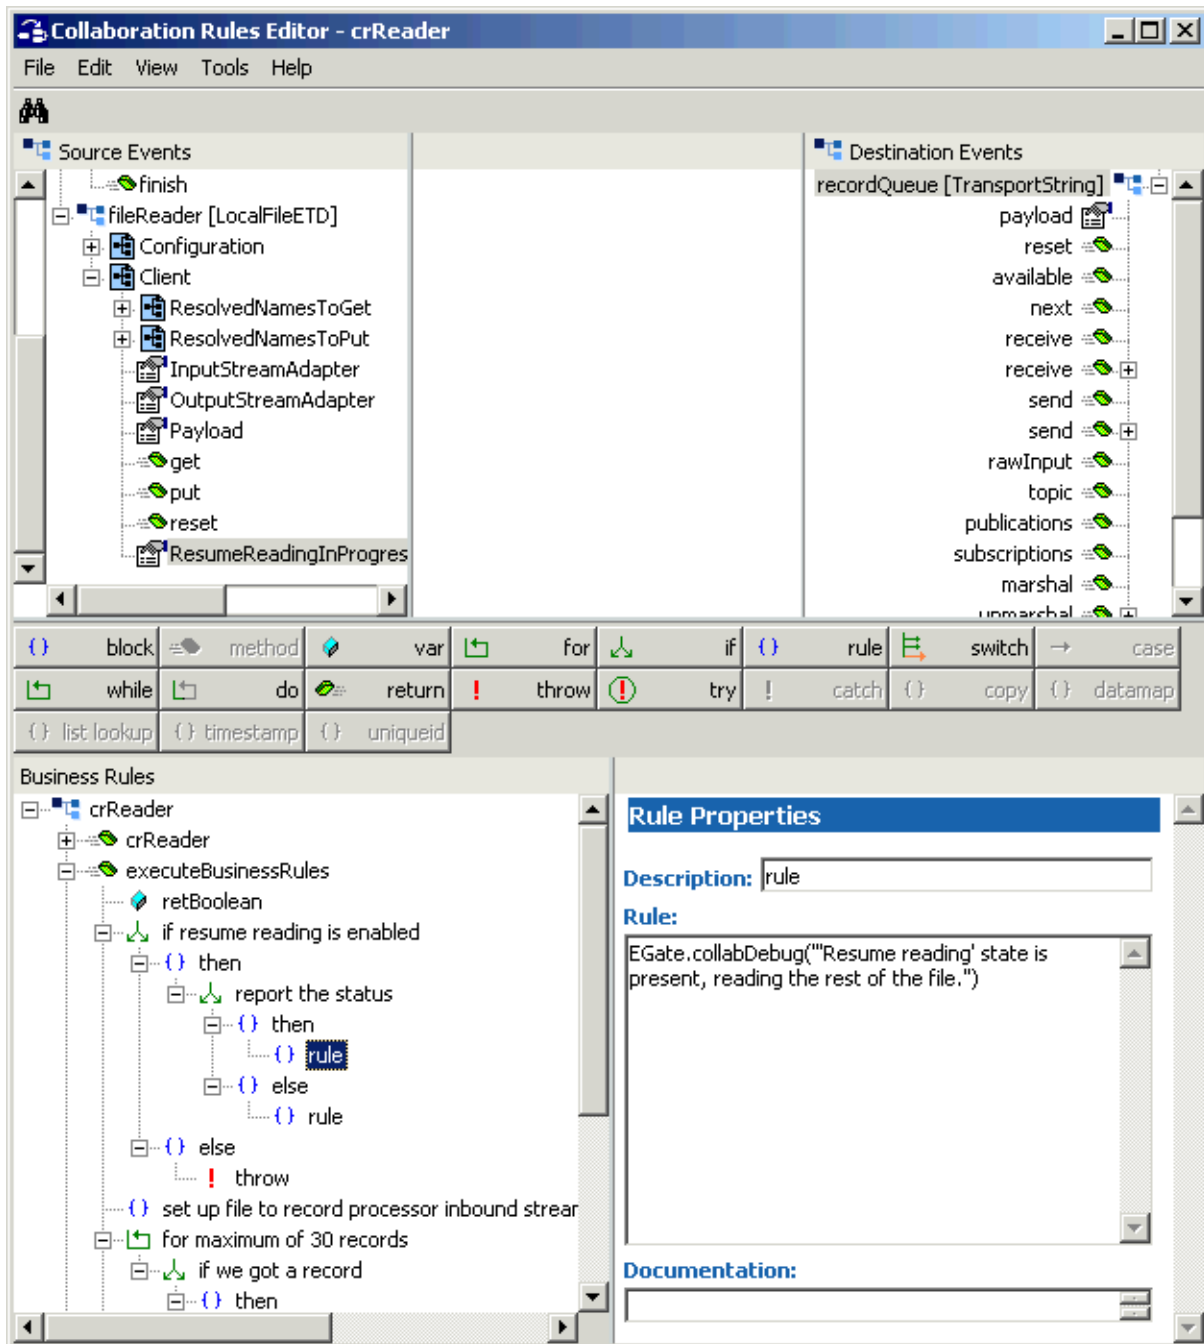 Collaboration Rules Editor - crReader
File Edit View Tools Help
Source Events
finish
fileReader [LocalFileETD]
Configuration
Client
ResolvedNamesToGet
ResolvedNamesToPut
InputStreamAdapter
OutputStreamAdapter
Payload
get
put
reset
ResumeReadingInProgres
Destination Events
recordQueue [TransportString]
payload
reset
available
next
receive
receive
send
send
rawInput
topic
publications
subscriptions
marshal
unmarshal
block method var for if rule switch case
while do return throw try catch copy datamap
list lookup timestamp uniqueid
Business Rules
crReader
crReader
executeBusinessRules
retBoolean
if resume reading is enabled
then
report the status
then
rule
else
rule
else
throw
set up file to record processor inbound strear
for maximum of 30 records
if we got a record
then
Rule Properties
Description: rule
Rule:
EGate.collabDebug("'Resume reading' state is
present, reading the rest of the file.")
Documentation: